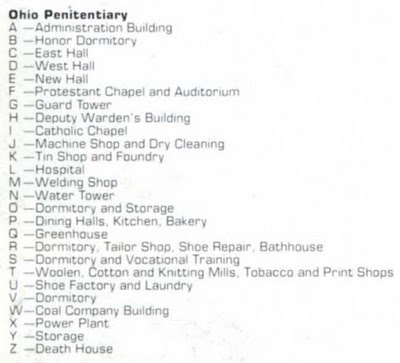 Ohio Penitentiary
A —Administration Building
B —Honor Dormitory
C —East Hall
D —West Hall
E —New Hall
F —Protestant Chapel and Auditorium
G —Guard Tower
H —Deputy Warden's Building
I —Catholic Chapel
J —Machine Shop and Dry Cleaning
K —Tin Shop and Foundry
L —Hospital
M —Welding Shop
N —Water Tower
O —Dormitory and Storage
P —Dining Halls, Kitchen, Bakery
Q —Greenhouse
R —Dormitory, Tailor Shop, Shoe Repair, Bathhouse
S —Dormitory and Vocational Training
T —Woolen, Cotton and Knitting Mills, Tobacco and Print Shops
U —Shoe Factory and Laundry
V —Dormitory
W—Coal Company Building
X —Power Plant
Y —Storage
Z —Death House